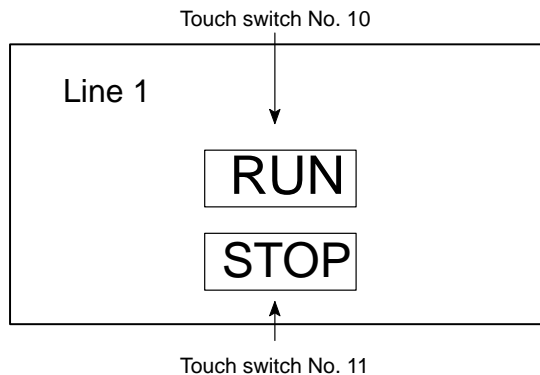 Touch switch No. 10
Line 1
RUN
STOP
Touch switch No. 11